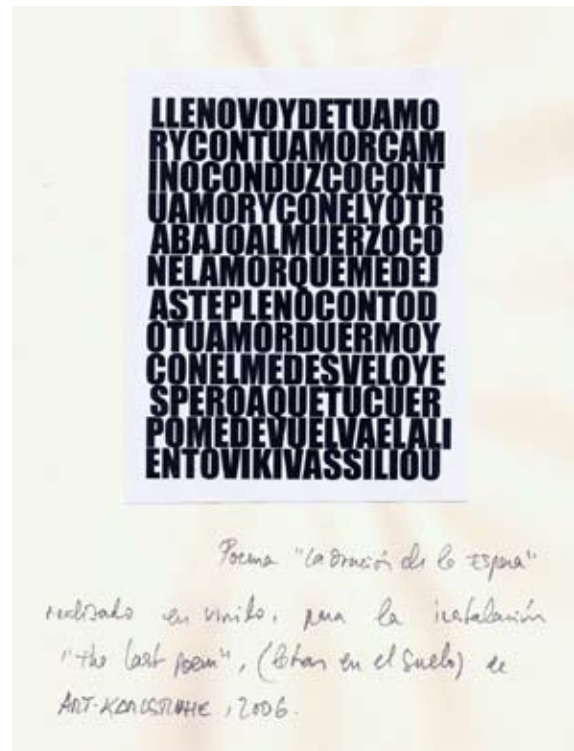 LLENOVOYDETUAMO
RYCONTUAMORCAM
INOCONDUZCOCONT
UAMORYCONELYOTR
ABAJOALMUERZOCO
NELAMORQUEMEDEJ
ASTEPLENOCONTOD
OTUAMORDUERMOY
CONELMEDESVELOYE
SPEROAQUETUCUER
POMEDEVUELVAELALI
ENTOVIKIVASSILIOU
Poema "La Oración de la Espera"
realizado en vinilo, para la instalación
"the last poem", (Letras en el Suelo) de
ART-KARLSRUHE, 2006.